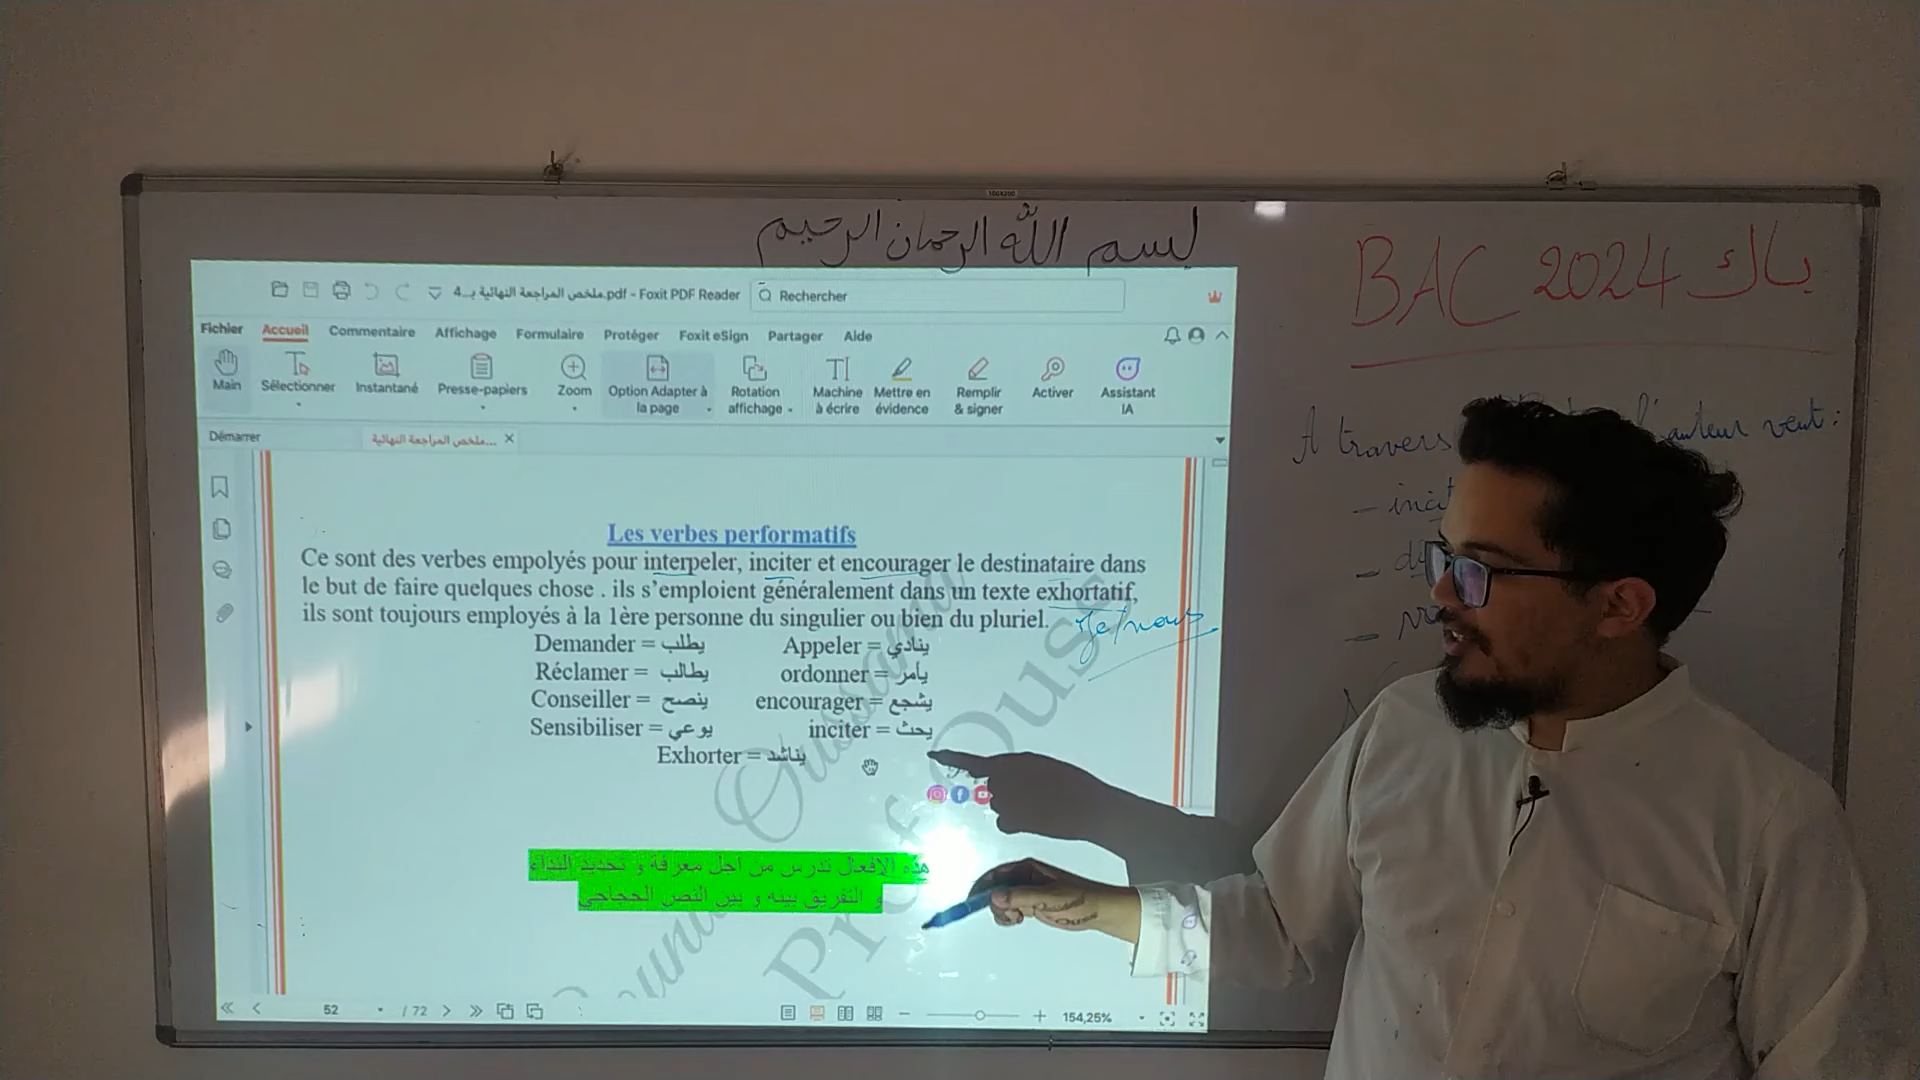 بسم الله الرحمان الرحيم
BAC 2024 باك
A travers l'auteur veut :
ملخص المراجعة النهائية بـ...4.pdf - Foxit PDF Reader
Rechercher
Fichier Accueil Commentaire Affichage Formulaire Protéger Foxit eSign Partager Aide
Main Sélectionner Instantané Presse-papiers Zoom Option Adapter à la page Rotation affichage Machine à écrire Mettre en évidence Remplir & signer Activer Assistant IA
Démarrer ملخص المراجعة النهائية...
Les verbes performatifs
Ce sont des verbes empolyés pour interpeler, inciter et encourager le destinataire dans
le but de faire quelques chose . ils s'emploient généralement dans un texte exhortatif,
ils sont toujours employés à la 1ère personne du singulier ou bien du pluriel. Je/nous
Demander = يطلب Appeler = ينادي
Réclamer = يطالب ordonner = يأمر
Conseiller = ينصح encourager = يشجع
Sensibiliser = يوعي inciter = يحث
Exhorter = يناشد
هذه الافعال تدرس من اجل معرفة و تحديد النداء
و التفريق بينه و بين النص الحجاجي
Prof Ouss
52 / 72 154,25%